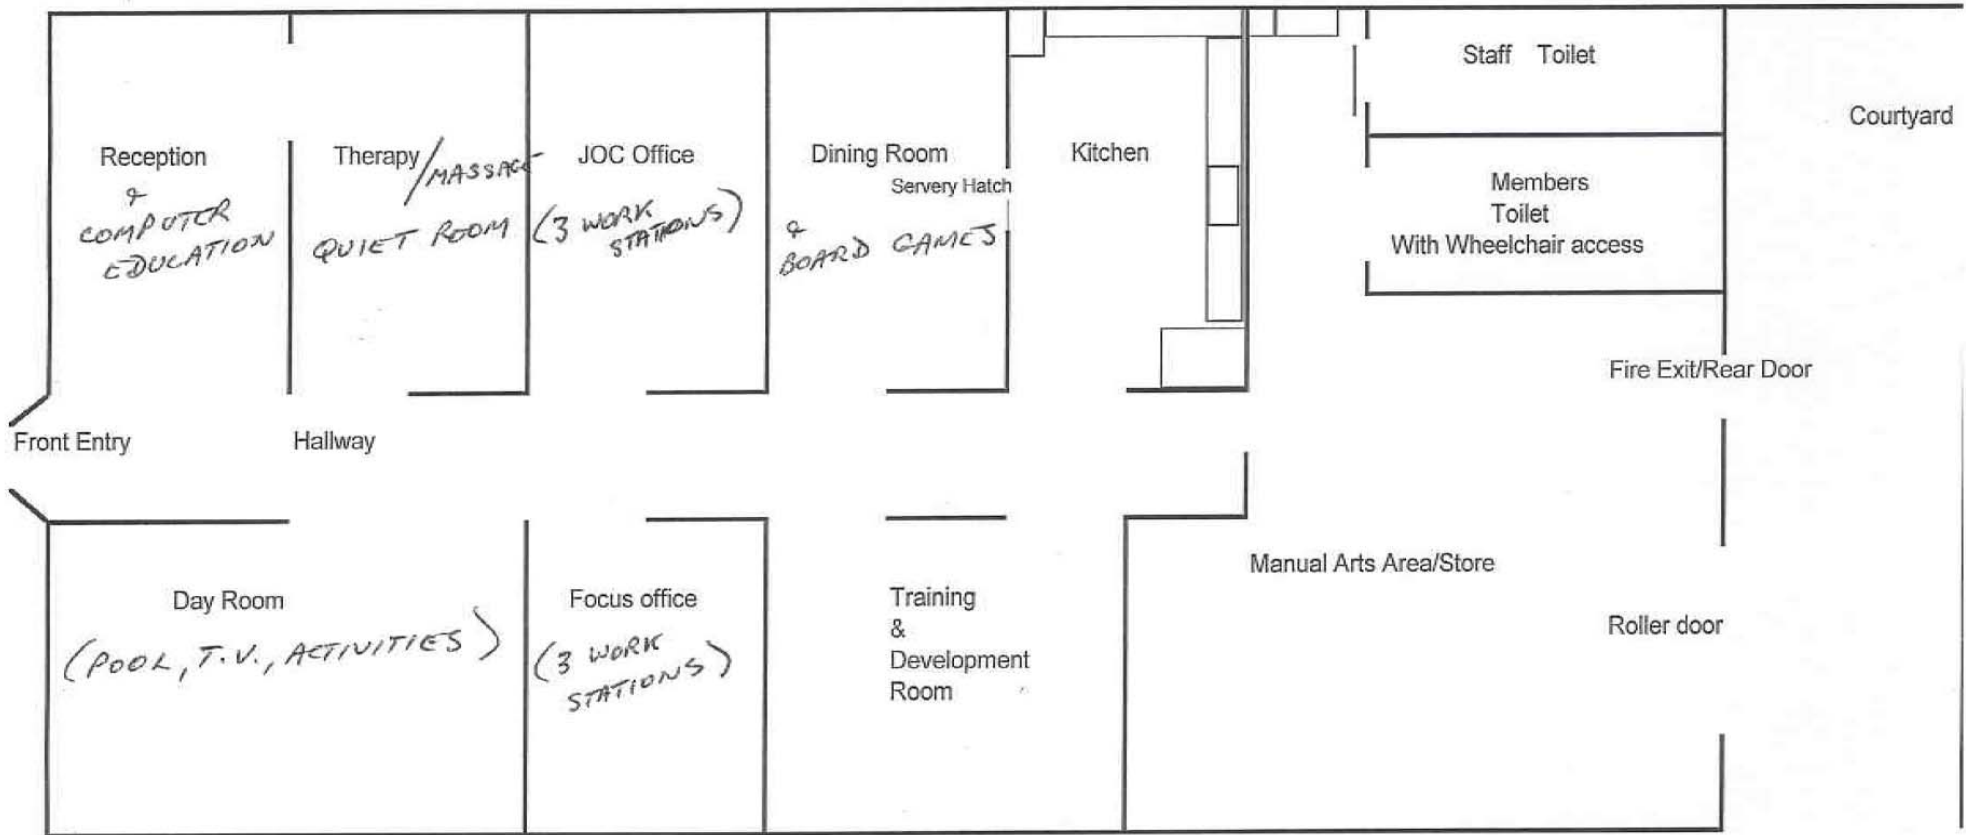 Staff Toilet
Courtyard
Reception
&
COMPUTER
EDUCATION
Therapy/MASSAGE
QUIET ROOM
JOC Office
(3 WORK
STATIONS)
Dining Room
Servery Hatch
&
BOARD GAMES
Kitchen
Members
Toilet
With Wheelchair access
Fire Exit/Rear Door
Front Entry
Hallway
Manual Arts Area/Store
Day Room
(POOL, T.V., ACTIVITIES)
Focus office
(3 WORK
STATIONS)
Training
&
Development
Room
Roller door